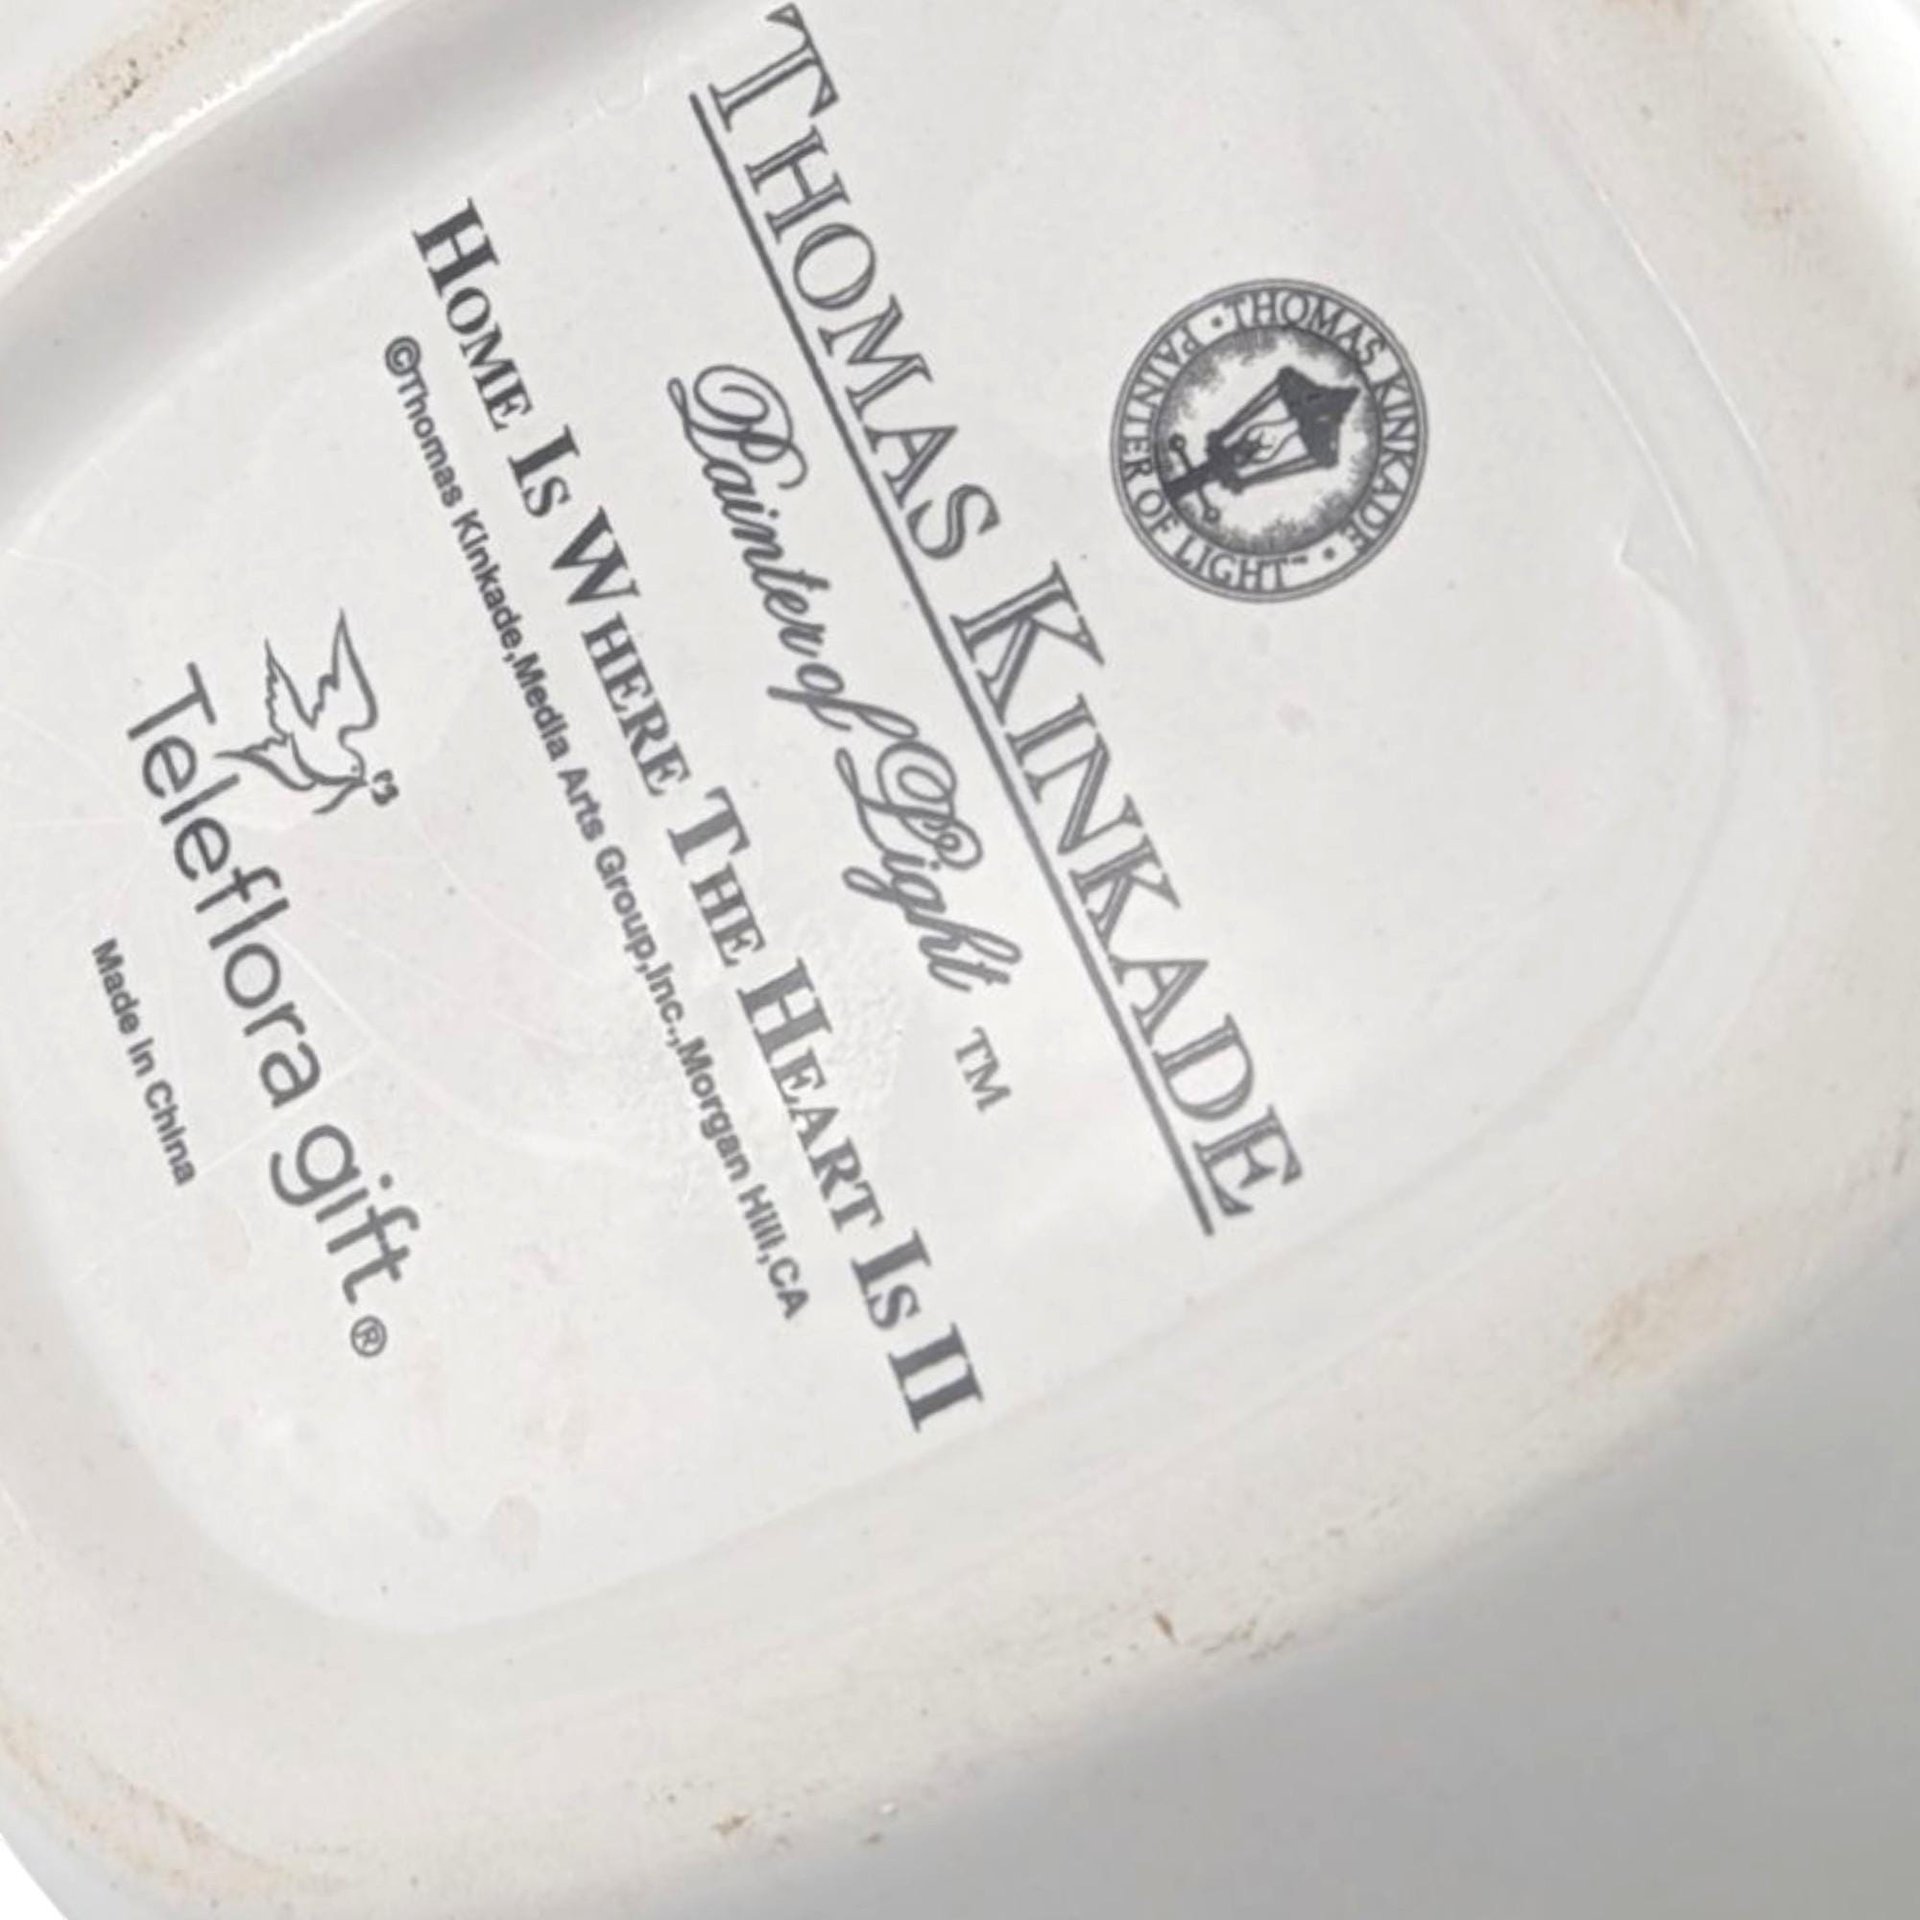 · THOMAS KINKADE ·
PAINTER OF LIGHT™
THOMAS KINKADE
Painter of Light ™
HOME IS WHERE THE HEART IS II
©Thomas Kinkade,Media Arts Group,Inc.,Morgan Hill,CA
Teleflora gift®
Made in China